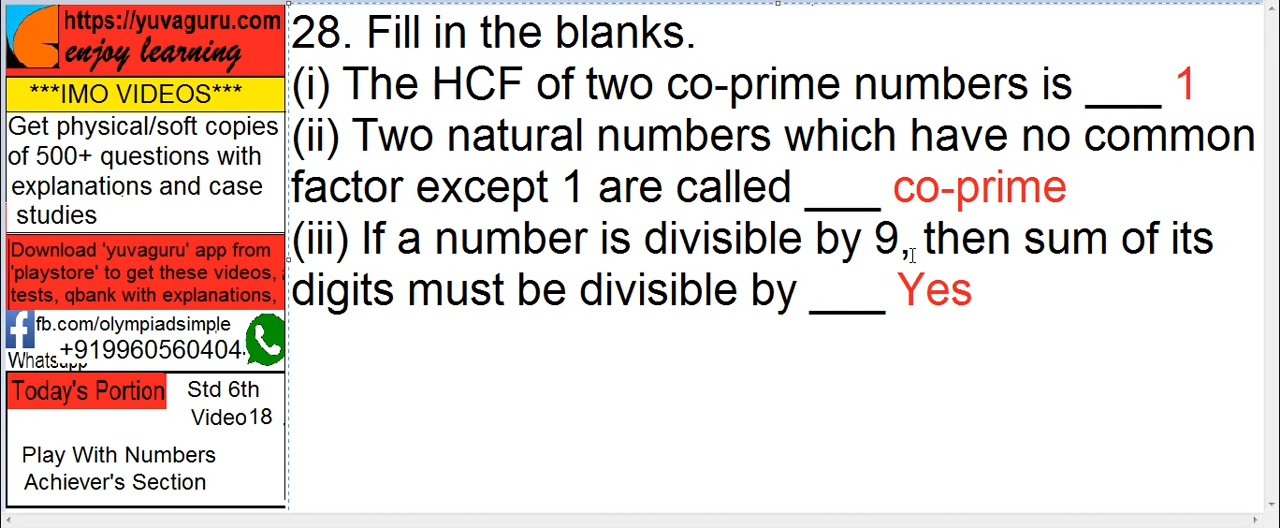 https://yuvaguru.com
enjoy learning
***IMO VIDEOS***
Get physical/soft copies
of 500+ questions with
explanations and case
studies
Download 'yuvaguru' app from
'playstore' to get these videos,
tests, qbank with explanations,
fb.com/olympiadsimple
+919960560404
Whatsupp
Today's Portion
Std 6th
Video18
Play With Numbers
Achiever's Section
28. Fill in the blanks.
(i) The HCF of two co-prime numbers is ___ 1
(ii) Two natural numbers which have no common
factor except 1 are called ___ co-prime
(iii) If a number is divisible by 9, then sum of its
digits must be divisible by ___ Yes